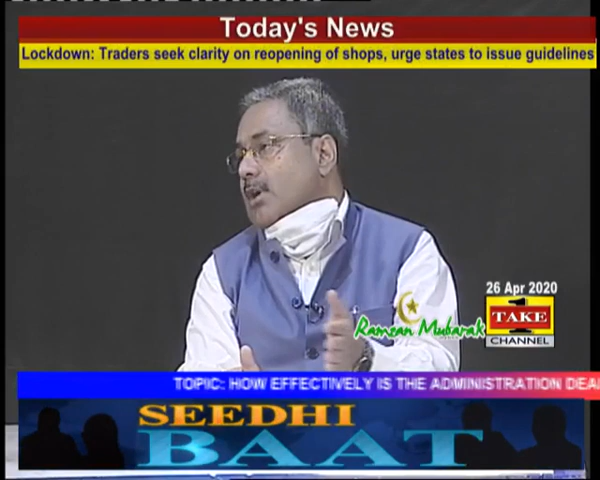 Today's News
Lockdown: Traders seek clarity on reopening of shops, urge states to issue guidelines
26 Apr 2020
1
TAKE
CHANNEL
Ramzan Mubarak
TOPIC: HOW EFFECTIVELY IS THE ADMINISTRATION DEA
SEEDHI
BAAT